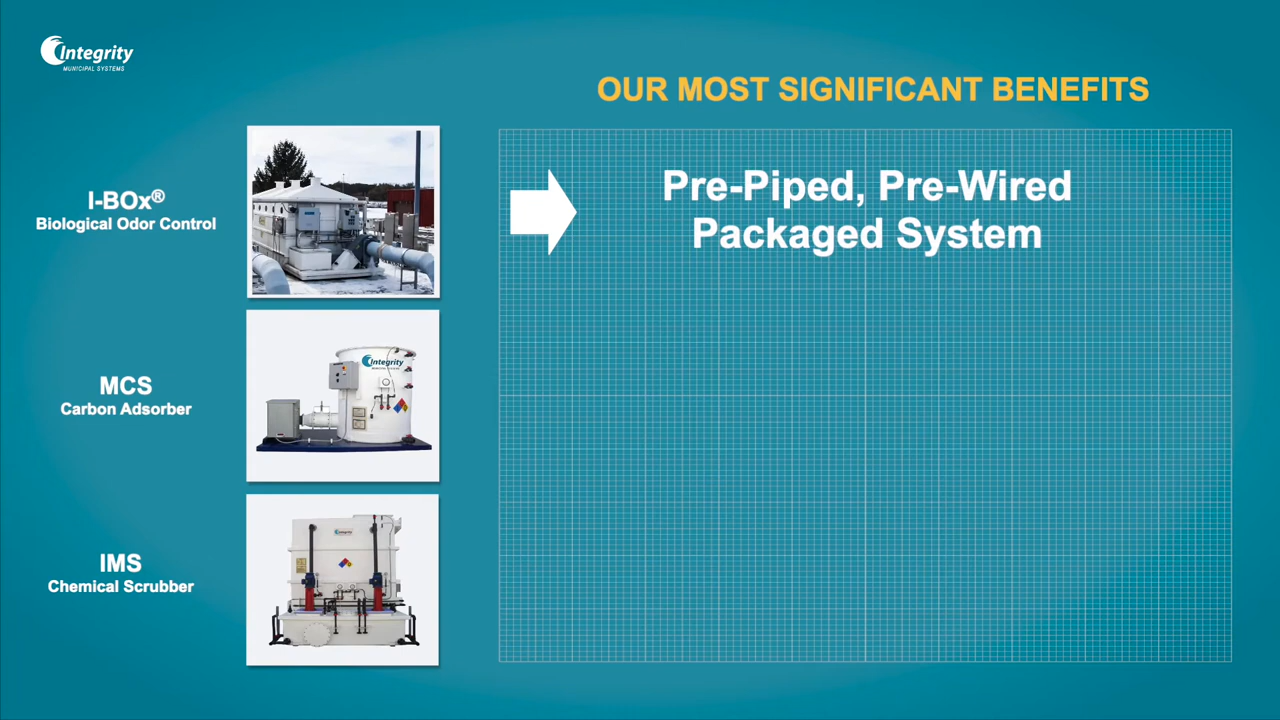 Integrity
MUNICIPAL SYSTEMS
OUR MOST SIGNIFICANT BENEFITS
I-BOx®
Biological Odor Control
Pre-Piped, Pre-Wired
Packaged System
Integrity
MCS
Carbon Adsorber
IMS
Chemical Scrubber